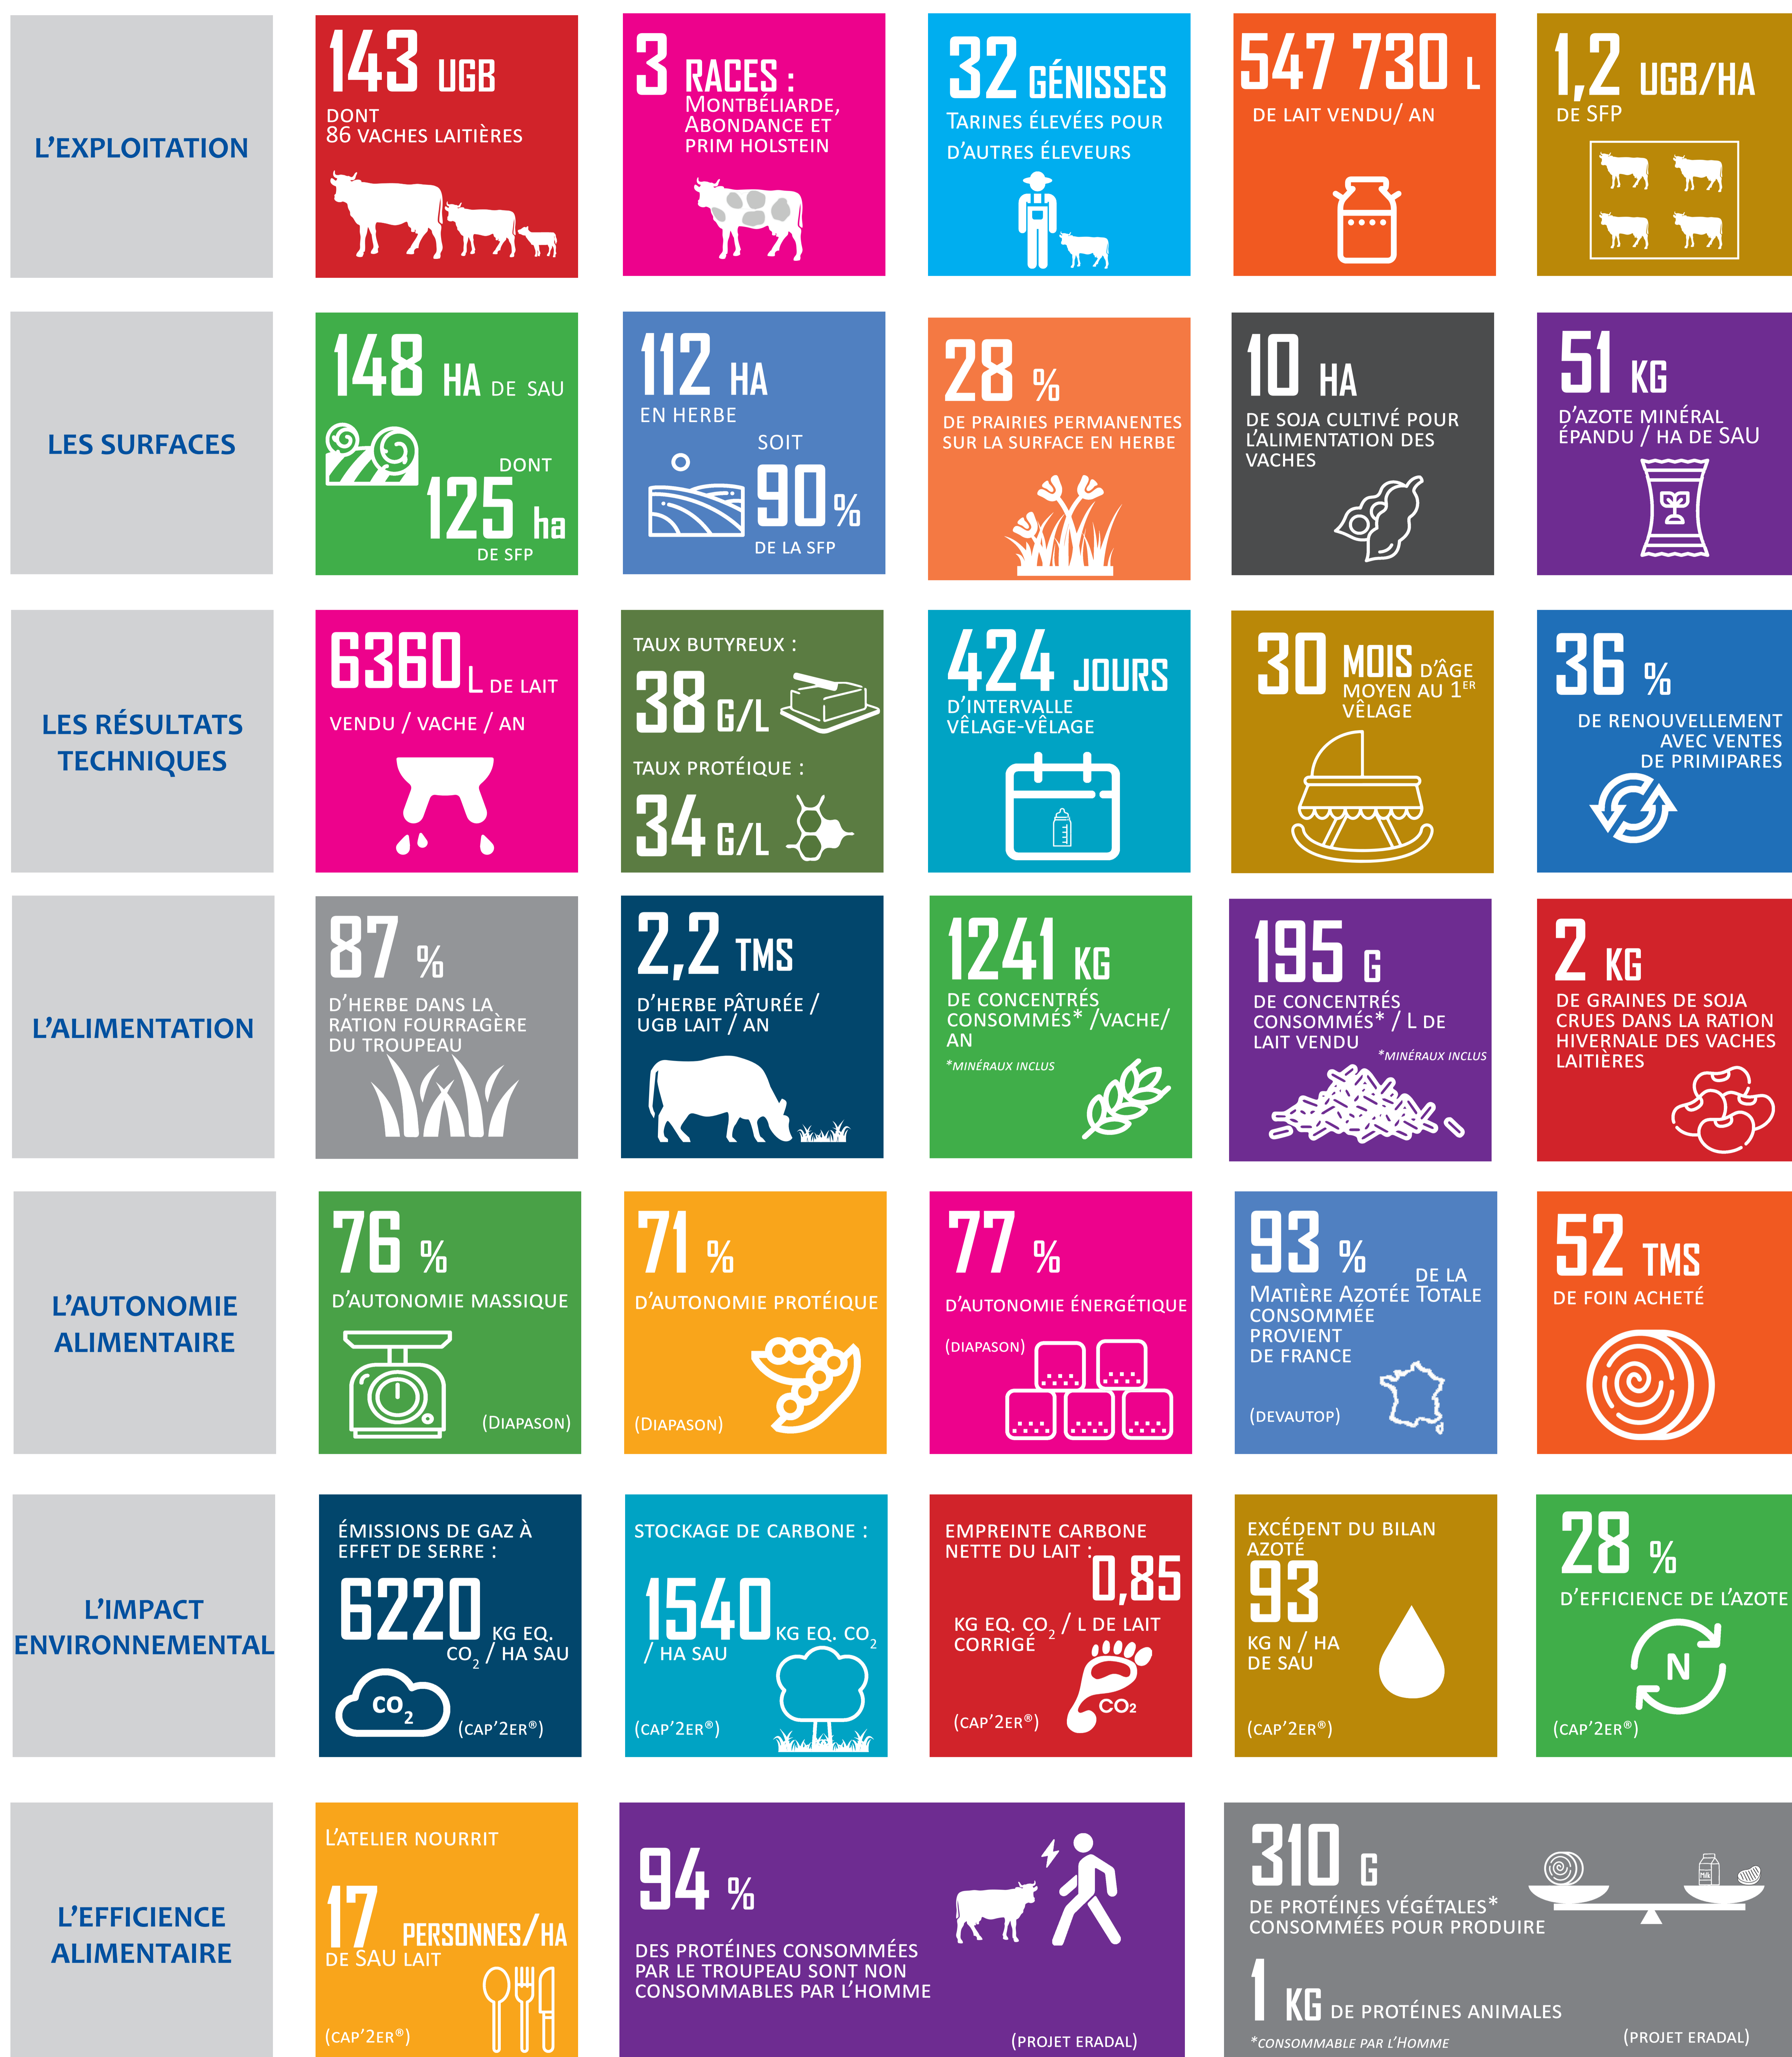 L'EXPLOITATION
143 UGB
DONT
86 VACHES LAITIÈRES
3 RACES :
MONTBÉLIARDE,
ABONDANCE ET
PRIM HOLSTEIN
32 GÉNISSES
TARINES ÉLEVÉES POUR
D'AUTRES ÉLEVEURS
547 730 L
DE LAIT VENDU/ AN
1,2 UGB/HA
DE SFP
LES SURFACES
148 HA DE SAU
DONT
125 ha
DE SFP
112 HA
EN HERBE
SOIT
90 %
DE LA SFP
28 %
DE PRAIRIES PERMANENTES
SUR LA SURFACE EN HERBE
10 HA
DE SOJA CULTIVÉ POUR
L'ALIMENTATION DES
VACHES
51 KG
D'AZOTE MINÉRAL
ÉPANDU / HA DE SAU
LES RÉSULTATS
TECHNIQUES
6360 L DE LAIT
VENDU / VACHE / AN
TAUX BUTYREUX :
38 G/L
TAUX PROTÉIQUE :
34 G/L
424 JOURS
D'INTERVALLE
VÊLAGE-VÊLAGE
30 MOIS D'ÂGE
MOYEN AU 1ER
VÊLAGE
36 %
DE RENOUVELLEMENT
AVEC VENTES
DE PRIMIPARES
L'ALIMENTATION
87 %
D'HERBE DANS LA
RATION FOURRAGÈRE
DU TROUPEAU
2,2 TMS
D'HERBE PÂTURÉE /
UGB LAIT / AN
1241 KG
DE CONCENTRÉS
CONSOMMÉS* /VACHE/
AN
*MINÉRAUX INCLUS
195 G
DE CONCENTRÉS
CONSOMMÉS* / L DE
LAIT VENDU
*MINÉRAUX INCLUS
2 KG
DE GRAINES DE SOJA
CRUES DANS LA RATION
HIVERNALE DES VACHES
LAITIÈRES
L'AUTONOMIE
ALIMENTAIRE
76 %
D'AUTONOMIE MASSIQUE
(DIAPASON)
71 %
D'AUTONOMIE PROTÉIQUE
(DIAPASON)
77 %
D'AUTONOMIE ÉNERGÉTIQUE
(DIAPASON)
93 %
DE LA
MATIÈRE AZOTÉE TOTALE
CONSOMMÉE
PROVIENT
DE FRANCE
(DEVAUTOP)
52 TMS
DE FOIN ACHETÉ
L'IMPACT
ENVIRONNEMENTAL
ÉMISSIONS DE GAZ À
EFFET DE SERRE :
6220 KG EQ.
CO2 / HA SAU
CO2
(CAP'2ER®)
STOCKAGE DE CARBONE :
1540 KG EQ. CO2
/ HA SAU
(CAP'2ER®)
EMPREINTE CARBONE
NETTE DU LAIT :
0,85
KG EQ. CO2 / L DE LAIT
CORRIGÉ
CO2
(CAP'2ER®)
EXCÉDENT DU BILAN
AZOTÉ
93
KG N / HA
DE SAU
(CAP'2ER®)
28 %
D'EFFICIENCE DE L'AZOTE
N
(CAP'2ER®)
L'EFFICIENCE
ALIMENTAIRE
L'ATELIER NOURRIT
17 PERSONNES/HA
DE SAU LAIT
(CAP'2ER®)
94 %
DES PROTÉINES CONSOMMÉES
PAR LE TROUPEAU SONT NON
CONSOMMABLES PAR L'HOMME
(PROJET ERADAL)
310 G
DE PROTÉINES VÉGÉTALES*
CONSOMMÉES POUR PRODUIRE
1 KG DE PROTÉINES ANIMALES
*CONSOMMABLE PAR L'HOMME
(PROJET ERADAL)